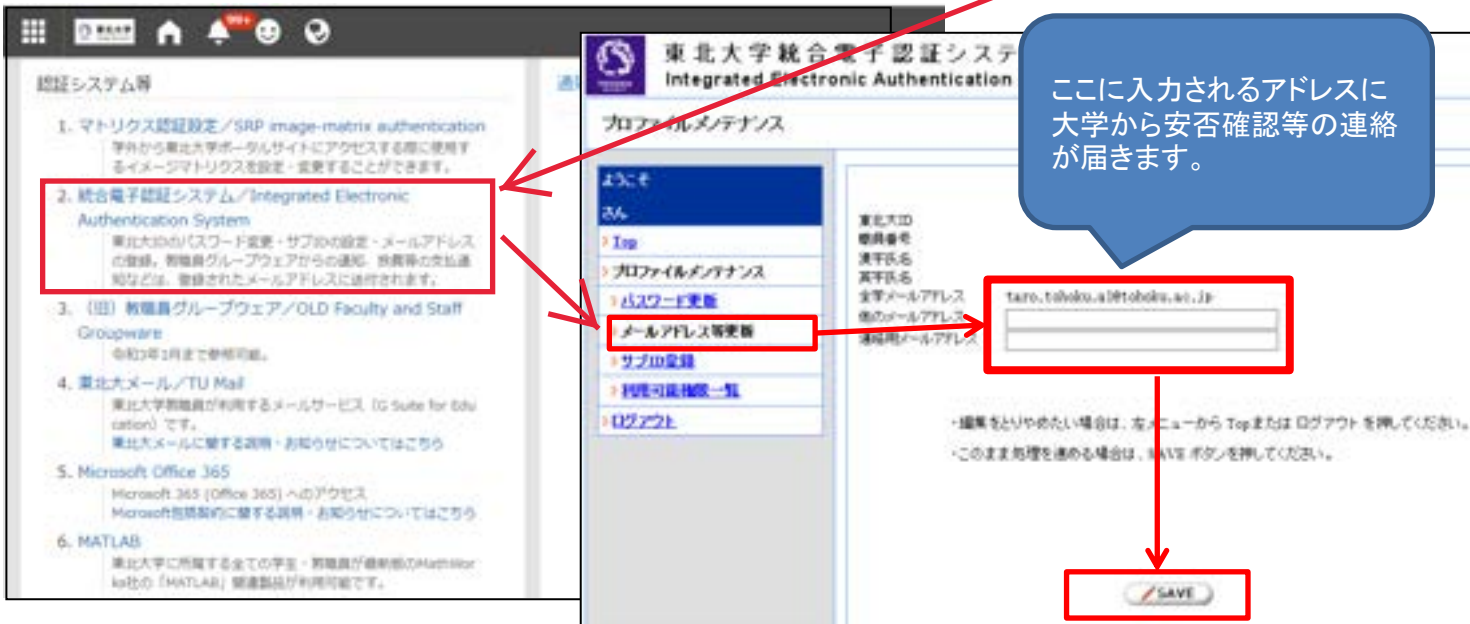 東北大学
99+
認証システム等
1. マトリクス認証設定／SRP image-matrix authentication
学外から東北大学ポータルサイトにアクセスする際に使用す
るイメージマトリクスを設定・変更することができます。
2. 統合電子認証システム／Integrated Electronic
Authentication System
東北大IDのパスワード変更・サブIDの設定・メールアドレス
の登録。教職員グループウェアからの通知、旅費等の支払通
知などは、登録されたメールアドレスに送付されます。
3. （旧）教職員グループウェア／OLD Faculty and Staff
Groupware
令和3年3月まで参照可能。
4. 東北大メール／TU Mail
東北大学教職員が利用するメールサービス（G Suite for Edu
cation）です。
東北大メールに関する説明・お知らせについてはこちら
5. Microsoft Office 365
Microsoft 365 (Office 365) へのアクセス
Microsoft包括契約に関する説明・お知らせについてはこちら
6. MATLAB
東北大学に所属する全ての学生・教職員が最新版のMathWor
ks社の「MATLAB」関連製品が利用可能です。
東北大学統合電子認証システ
Integrated Electronic Authentication
プロファイルメンテナンス
ようこそ
さん
Top
プロファイルメンテナンス
パスワード更新
メールアドレス等更新
サブID登録
利用可能権限一覧
ログアウト
東北大ID
職員番号
漢字氏名
英字氏名
全学メールアドレス taro.tohoku.a1@tohoku.ac.jp
他のメールアドレス
連絡用メールアドレス
ここに入力されるアドレスに
大学から安否確認等の連絡
が届きます。
・編集をとりやめたい場合は、左メニューから Top または ログアウト を押してください。
・このまま処理を進める場合は、SAVE ボタンを押してください。
SAVE